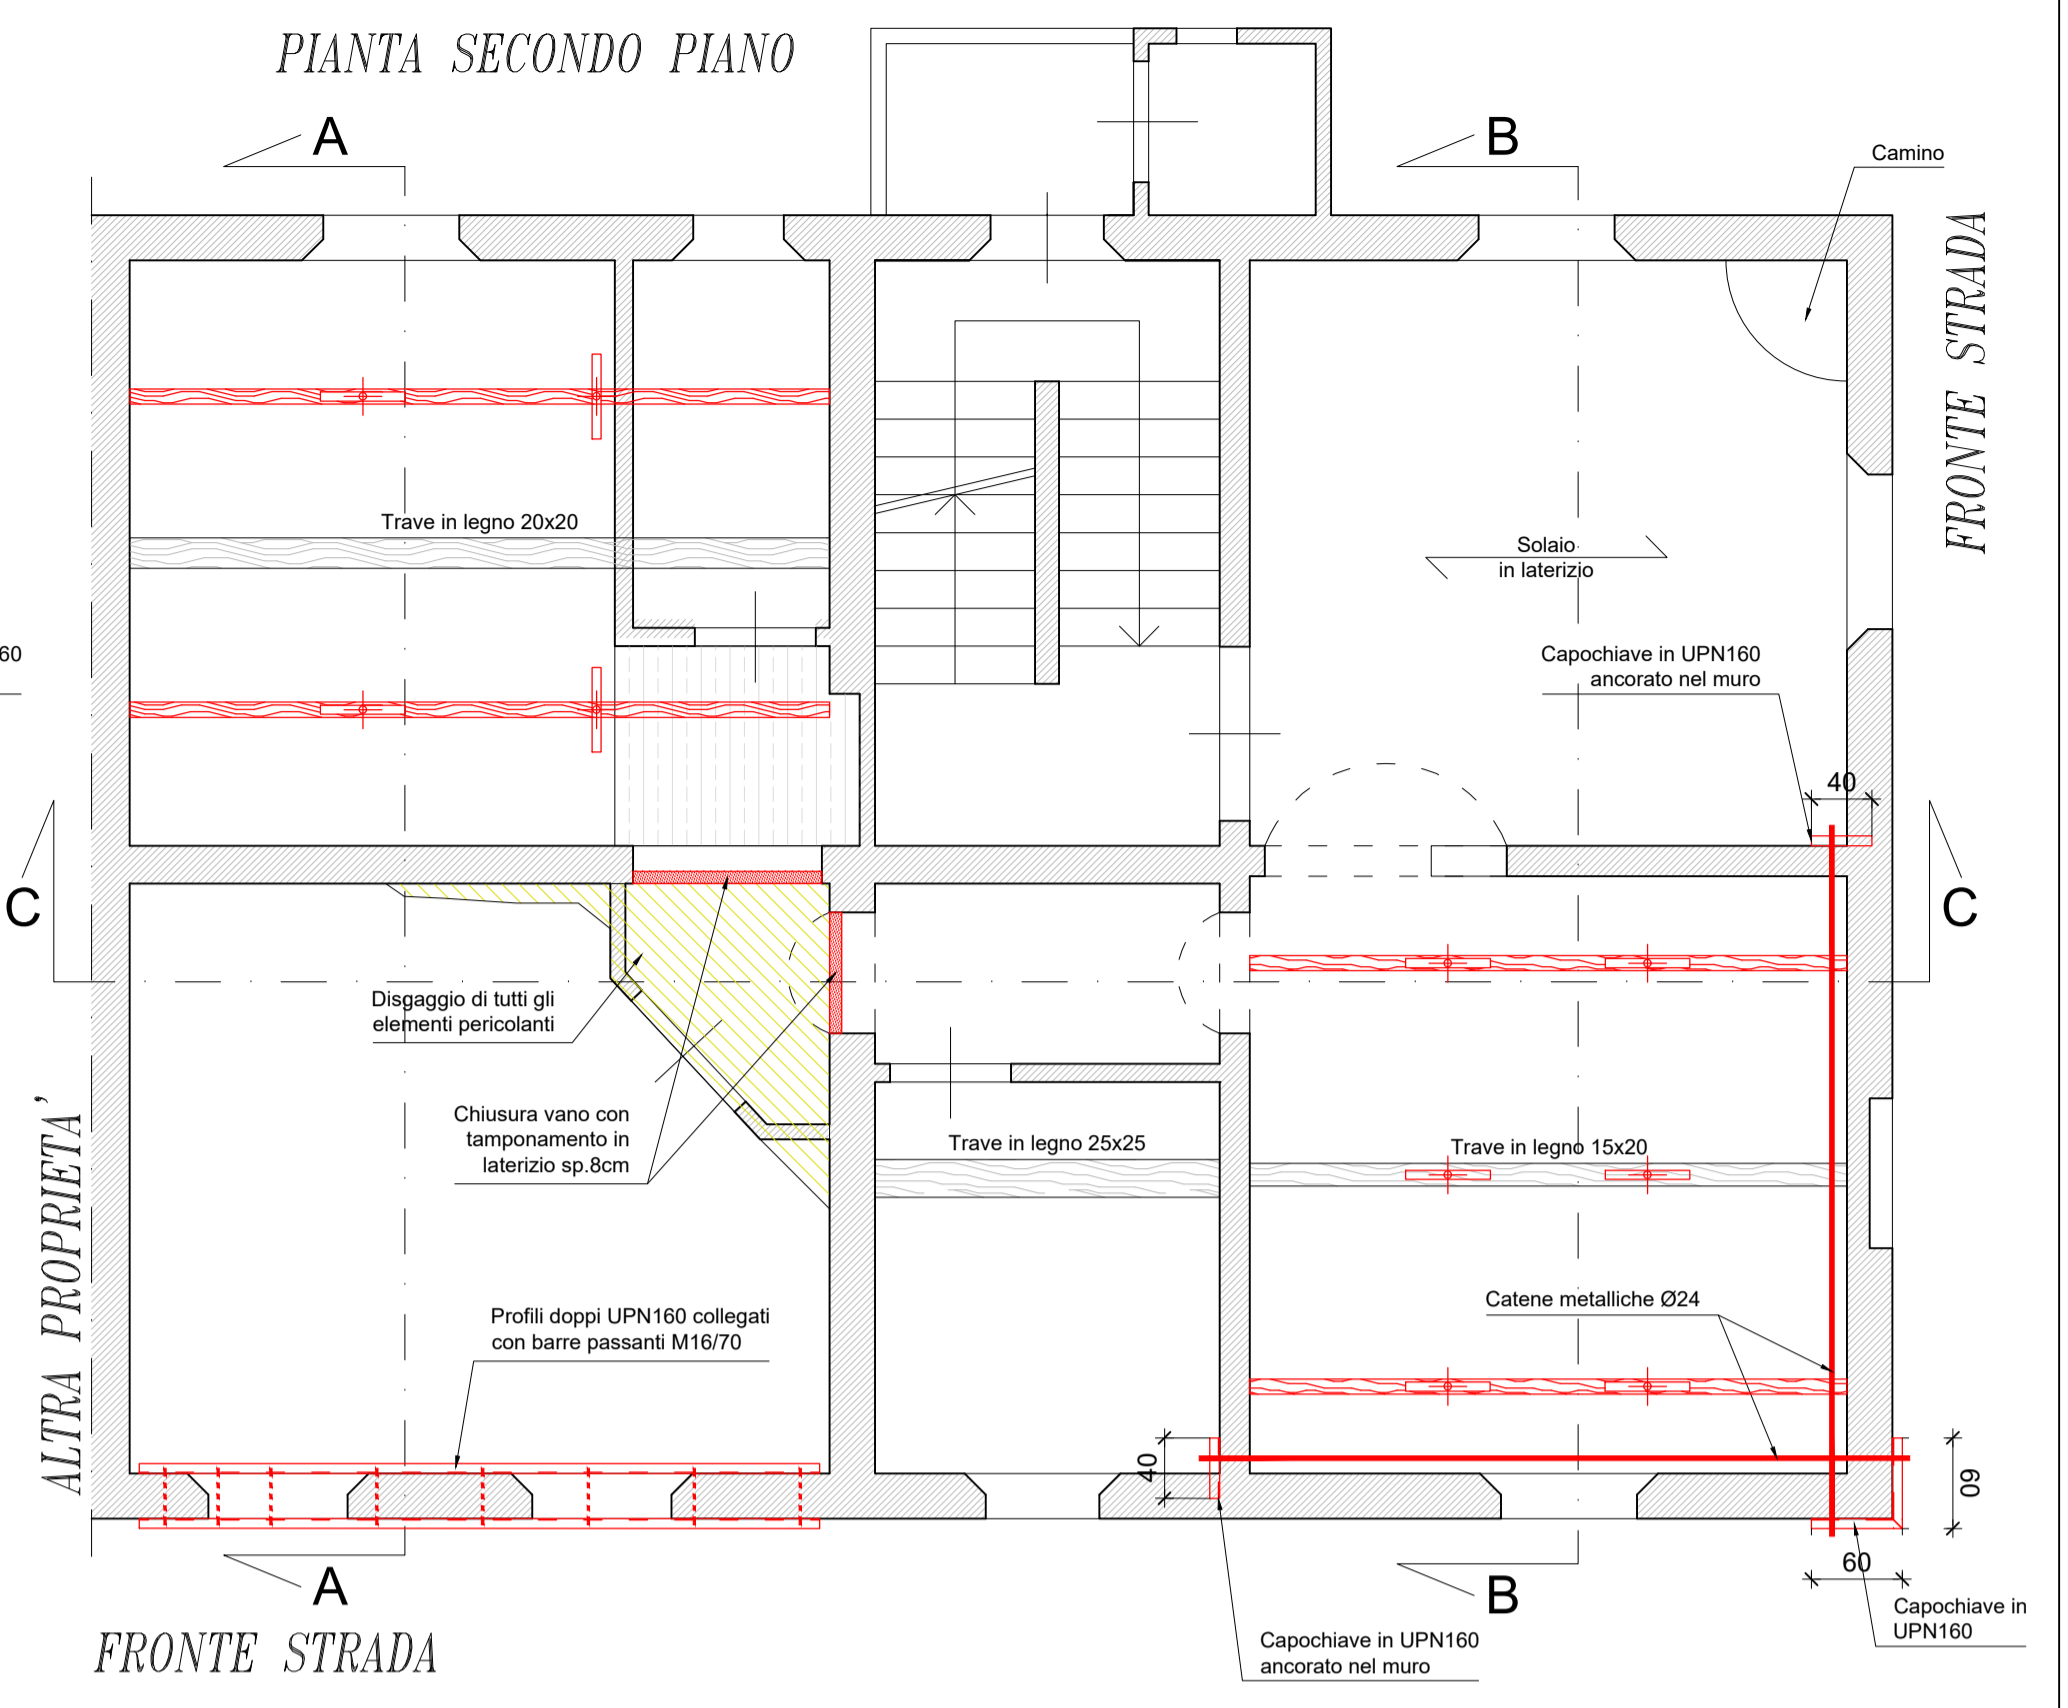 PIANTA SECONDO PIANO
A
B
Camino
FRONTE STRADA
Trave in legno 20x20
Solaio
in laterizio
60
Capochiave in UPN160
ancorato nel muro
40
C
C
Disgaggio di tutti gli
elementi pericolanti
Chiusura vano con
tamponamento in
laterizio sp.8cm
Trave in legno 25x25
Trave in legno 15x20
ALTRA PROPRIETA'
Profili doppi UPN160 collegati
con barre passanti M16/70
Catene metalliche Ø24
40
60
60
A
B
FRONTE STRADA
Capochiave in UPN160
ancorato nel muro
Capochiave in
UPN160